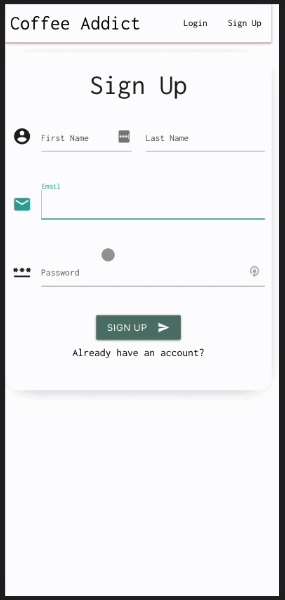 Coffee Addict Login Sign Up
Sign Up
First Name Last Name
Email
Password
SIGN UP
Already have an account?